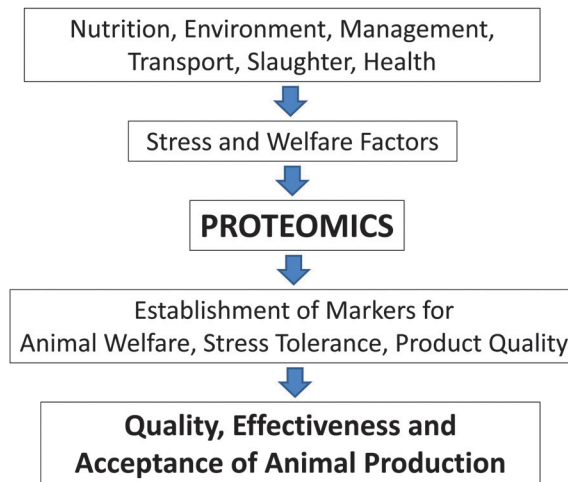 Nutrition, Environment, Management,
Transport, Slaughter, Health
Stress and Welfare Factors
PROTEOMICS
Establishment of Markers for
Animal Welfare, Stress Tolerance, Product Quality
Quality, Effectiveness and
Acceptance of Animal Production